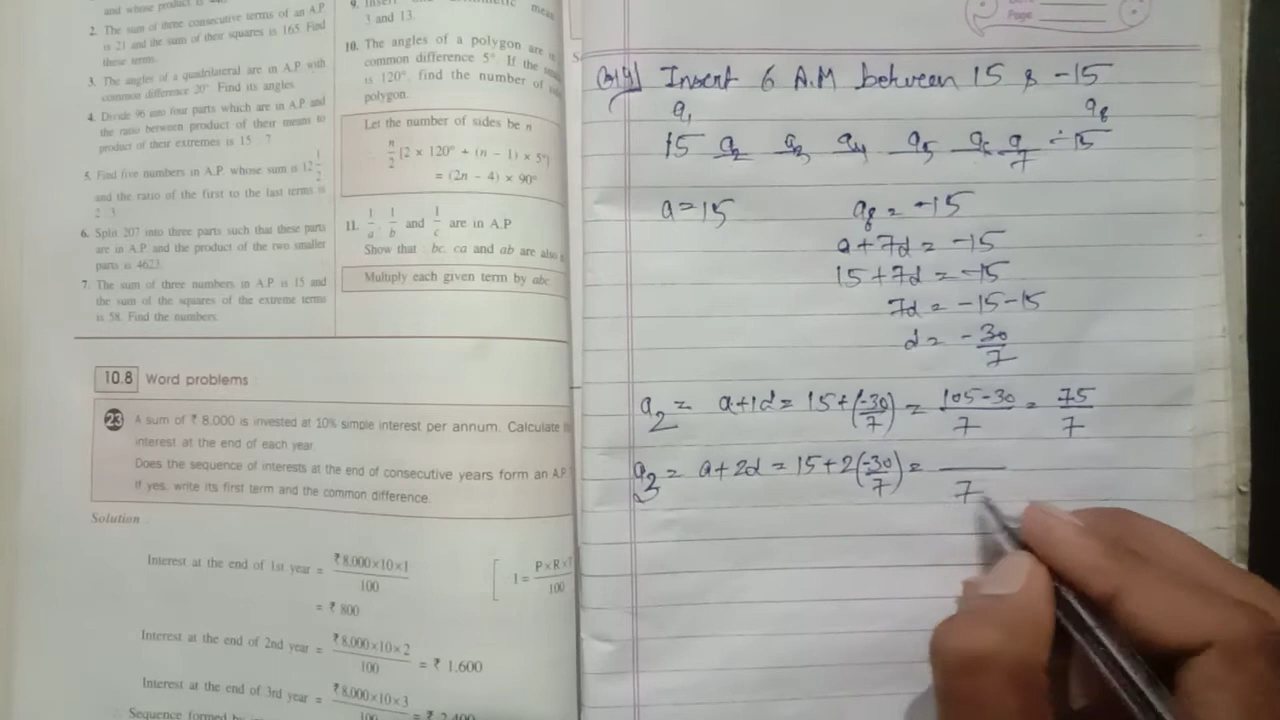 and whose product is
2. The sum of three consecutive terms of an A.P.
is 21 and the sum of their squares is 165. Find
these terms.
3. The angles of a quadrilateral are in A.P. with
common difference 20°. Find its angles.
4. Divide 96 into four parts which are in A.P. and
the ratio between product of their means to
product of their extremes is 15 : 7
5. Find five numbers in A.P. whose sum is 12 1/2
and the ratio of the first to the last terms is
2 : 3
6. Split 207 into three parts such that these parts
are in A.P. and the product of the two smaller
parts is 4623.
7. The sum of three numbers in A.P. is 15 and
the sum of the squares of the extreme terms
is 58. Find the numbers.
9. Insert
3 and 13.
10. The angles of a polygon are
common difference 5°. If the
is 120°, find the number of
polygon.
Let the number of sides be n
n/2 [2 × 120° + (n − 1) × 5°]
= (2n − 4) × 90°
11. 1/a, 1/b and 1/c are in A.P.
Show that : bc, ca and ab are also
Multiply each given term by abc
10.8 Word problems
23 A sum of ₹ 8,000 is invested at 10% simple interest per annum. Calculate
interest at the end of each year.
Does the sequence of interests at the end of consecutive years form an A.P.
If yes, write its first term and the common difference.
Solution
Interest at the end of 1st year = ₹8,000×10×1/100
[ I = P×R×T/100
= ₹ 800
Interest at the end of 2nd year = ₹8,000×10×2/100 = ₹ 1,600
Interest at the end of 3rd year = ₹8,000×10×3/100 = ₹ 2,400
Sequence formed
Page
Insert 6 A.M between 15 & -15
a1 a8
15 a2 a3 a4 a5 a6 a7 -15
a=15 a8 = -15
a+7d = -15
15+7d = -15
7d = -15-15
d = -30/7
a2 = a+1d = 15+(-30/7) = 105-30/7 = 75/7
a3 = a+2d = 15+2(-30/7) = /7